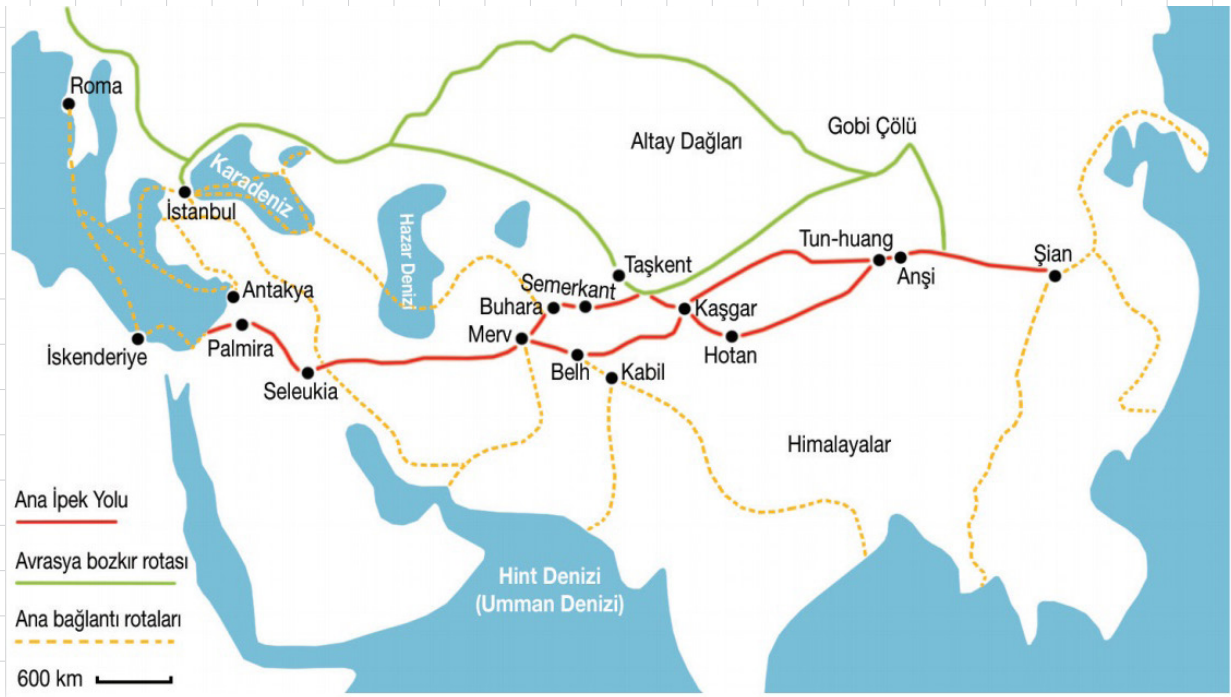 Roma
Altay Dağları
Gobi Çölü
Karadeniz
İstanbul
Hazar Denizi
Tun-huang
Anşi
Şian
Taşkent
Semerkant
Antakya
Buhara
Kaşgar
Merv
İskenderiye
Palmira
Hotan
Belh
Kabil
Seleukia
Himalayalar
Ana İpek Yolu
Avrasya bozkır rotası
Hint Denizi
(Umman Denizi)
Ana bağlantı rotaları
600 km